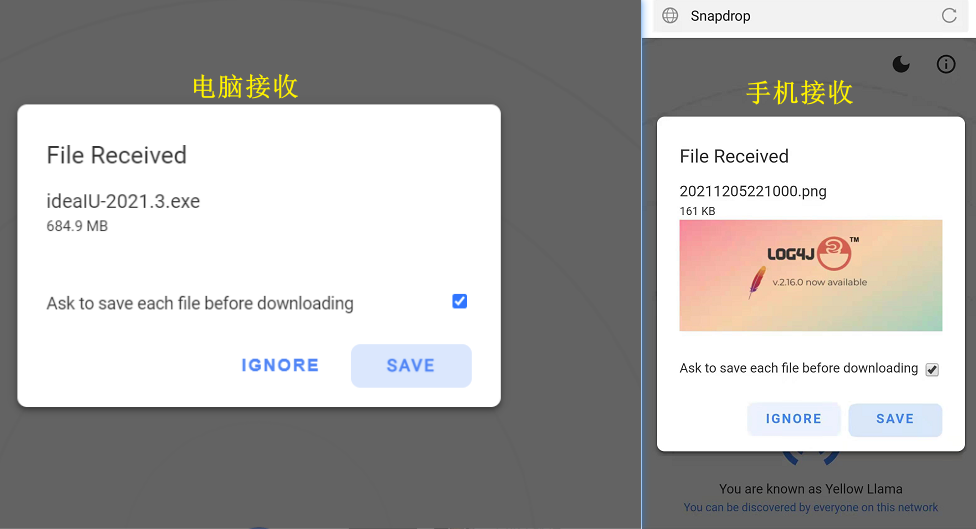 电脑接收
File Received
ideaIU-2021.3.exe
684.9 MB
Ask to save each file before downloading
IGNORE
SAVE
Snapdrop
手机接收
File Received
20211205221000.png
161 KB
LOG4J 2 TM
v.2.16.0 now available
Ask to save each file before downloading
IGNORE
SAVE
You are known as Yellow Llama
You can be discovered by everyone on this network